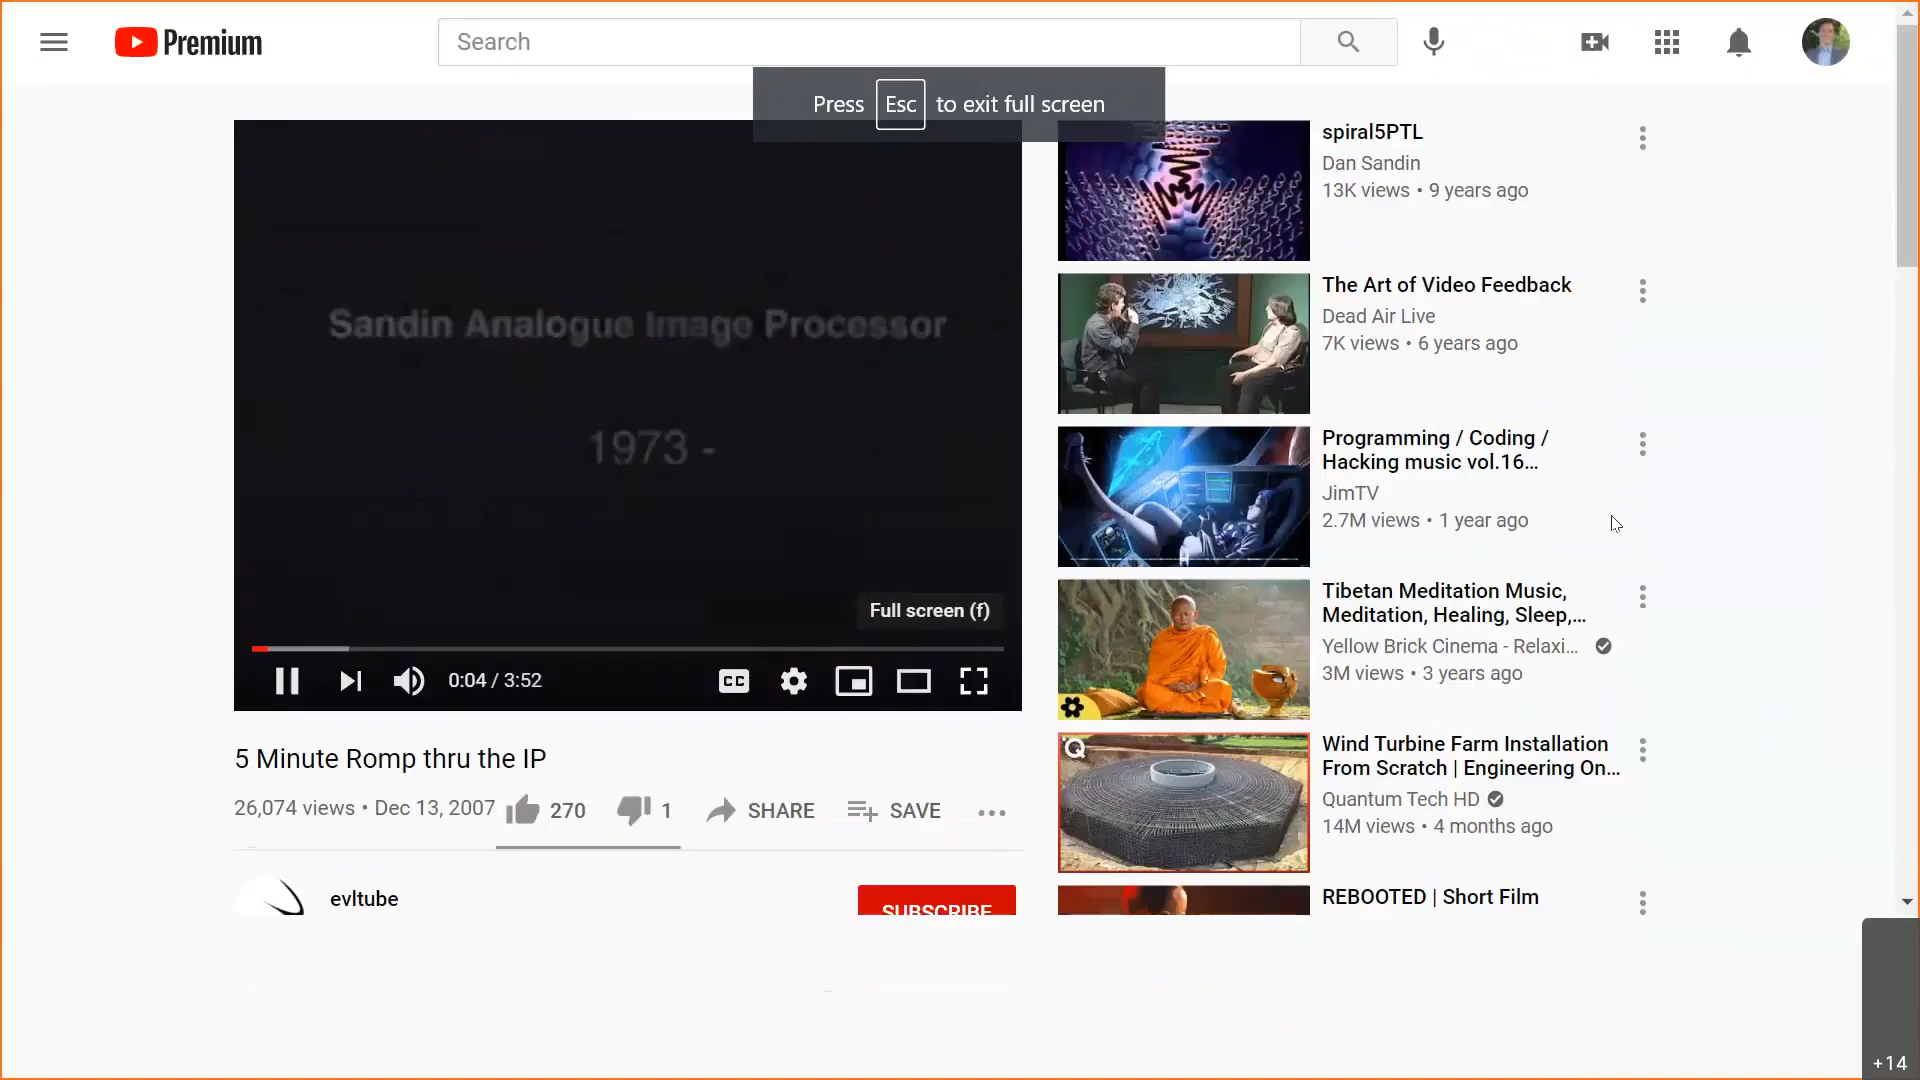 Premium
Search
Press Esc to exit full screen
Sandin Analogue Image Processor
1973 -
Full screen (f)
0:04 / 3:52
CC
5 Minute Romp thru the IP
26,074 views • Dec 13, 2007
270
1
SHARE
SAVE
evltube
SUBSCRIBE
spiral5PTL
Dan Sandin
13K views • 9 years ago
The Art of Video Feedback
Dead Air Live
7K views • 6 years ago
Programming / Coding /
Hacking music vol.16...
JimTV
2.7M views • 1 year ago
Tibetan Meditation Music,
Meditation, Healing, Sleep,...
Yellow Brick Cinema - Relaxi...
3M views • 3 years ago
Q
Wind Turbine Farm Installation
From Scratch | Engineering On...
Quantum Tech HD
14M views • 4 months ago
REBOOTED | Short Film
+14